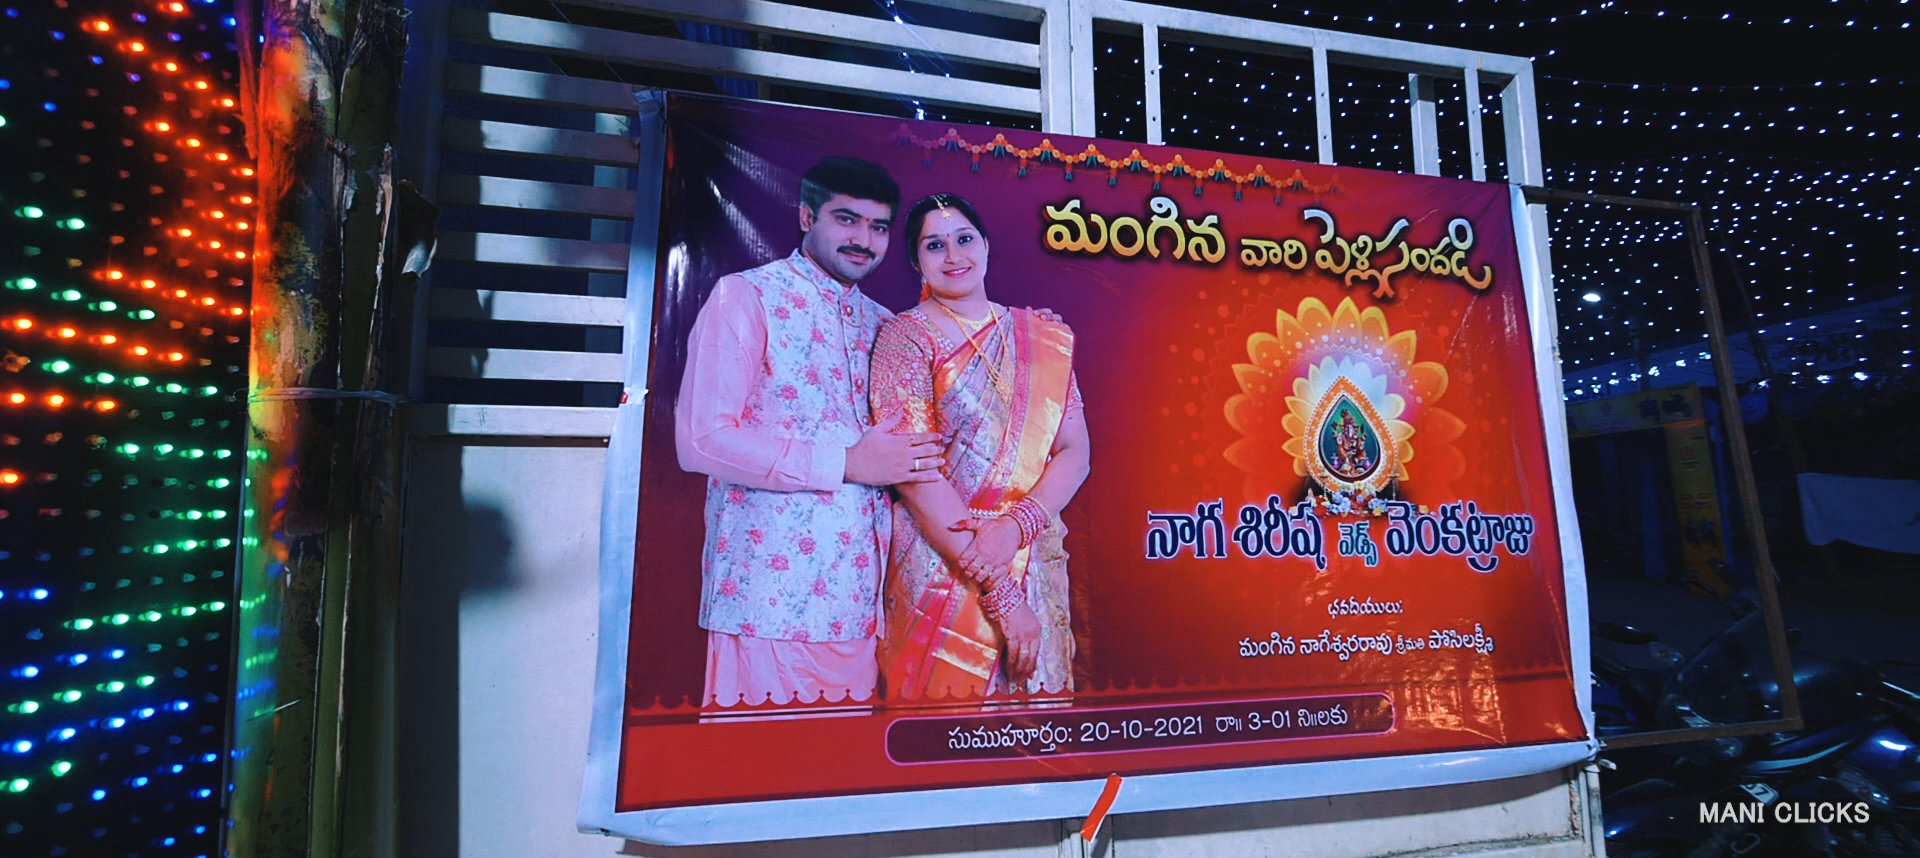 మంగిన వారి పెళ్లిసందడి
నాగ శిరీష వెడ్స్ వెంకట్రాజు
భవదీయులు:
మంగిన నాగేశ్వరరావు శ్రీమతి పోసిలక్ష్మి
సుముహూర్తం: 20-10-2021 రా॥ 3-01 ని॥లకు
MANI CLICKS